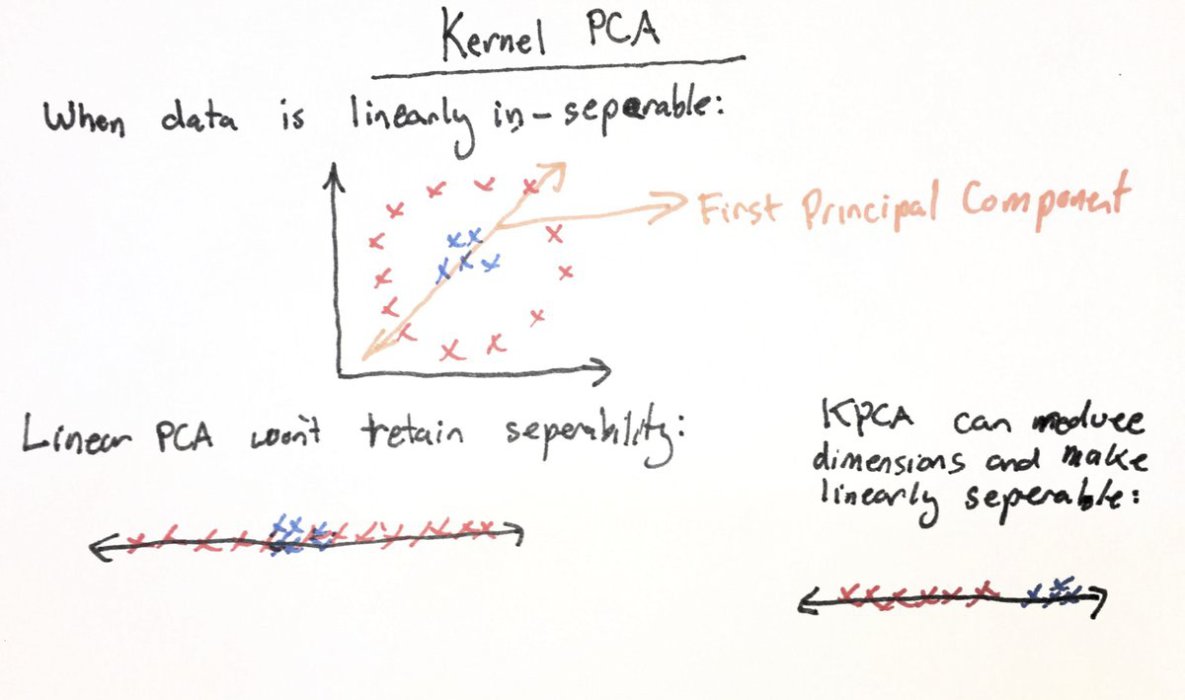 Kernel PCA
When data is linearly in-seperable:
First Principal Component
Linear PCA won't retain seperability:
KPCA can reduce
dimensions and make
linearly seperable: